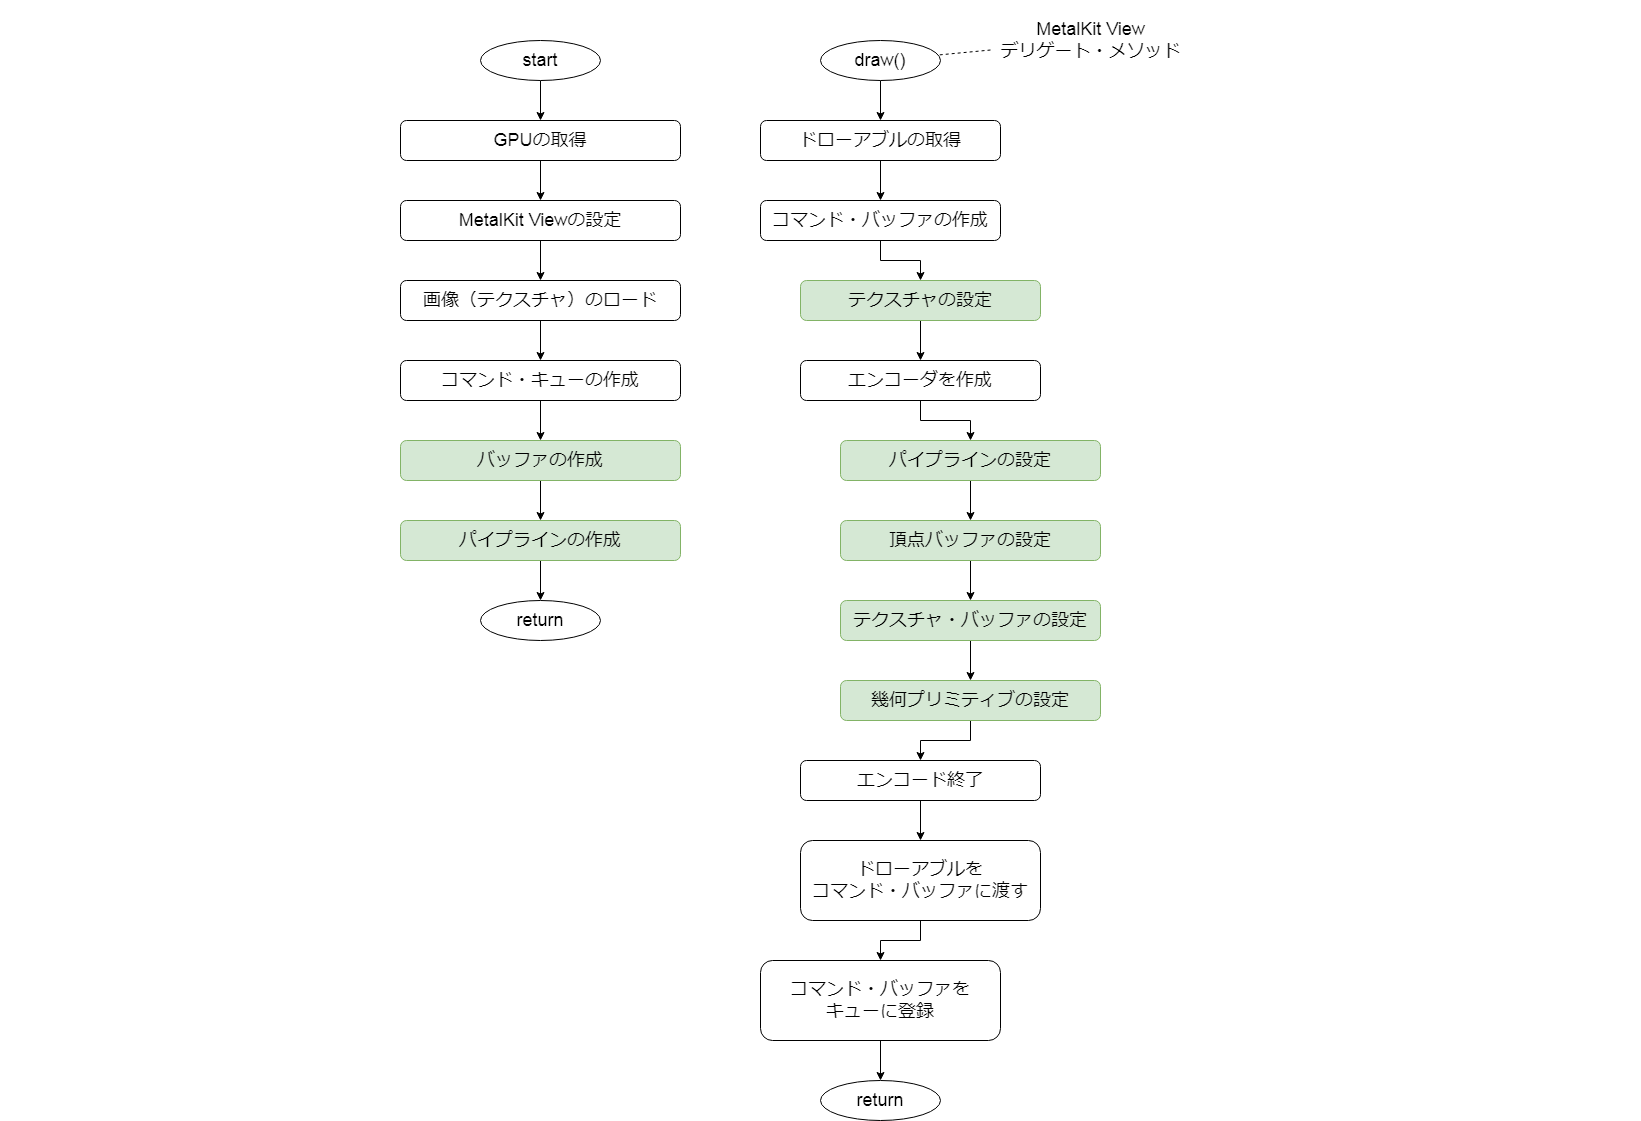 start
GPUの取得
MetalKit Viewの設定
画像（テクスチャ）のロード
コマンド・キューの作成
バッファの作成
パイプラインの作成
return
MetalKit View
デリゲート・メソッド
draw()
ドローアブルの取得
コマンド・バッファの作成
テクスチャの設定
エンコーダを作成
パイプラインの設定
頂点バッファの設定
テクスチャ・バッファの設定
幾何プリミティブの設定
エンコード終了
ドローアブルを
コマンド・バッファに渡す
コマンド・バッファを
キューに登録
return